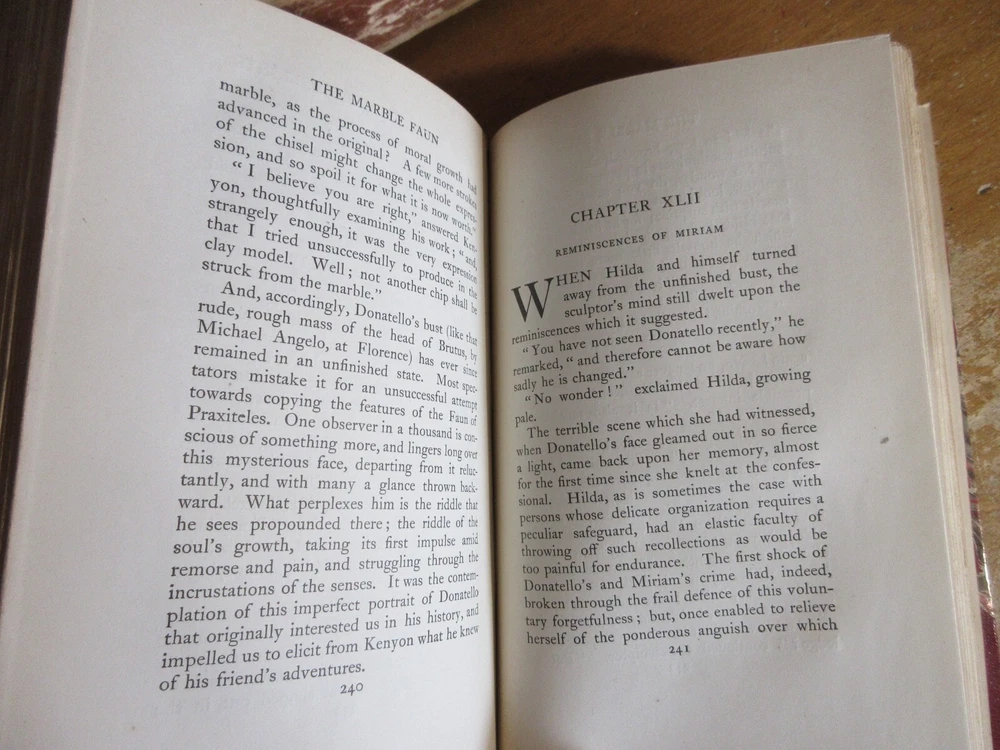 THE MARBLE FAUN
marble, as the process of moral growth had
advanced in the original? A few more strokes
of the chisel might change the whole expres-
sion, and so spoil it for what it is now worth."
"I believe you are right," answered Ken-
yon, thoughtfully examining his work; "and,
strangely enough, it was the very expression
that I tried unsuccessfully to produce in the
clay model. Well; not another chip shall be
struck from the marble."
And, accordingly, Donatello's bust (like that
rude, rough mass of the head of Brutus, by
Michael Angelo, at Florence) has ever since
remained in an unfinished state. Most spec-
tators mistake it for an unsuccessful attempt
towards copying the features of the Faun of
Praxiteles. One observer in a thousand is con-
scious of something more, and lingers long over
this mysterious face, departing from it reluc-
tantly, and with many a glance thrown back-
ward. What perplexes him is the riddle that
he sees propounded there; the riddle of the
soul's growth, taking its first impulse amid
remorse and pain, and struggling through the
incrustations of the senses. It was the contem-
plation of this imperfect portrait of Donatello
that originally interested us in his history, and
impelled us to elicit from Kenyon what he knew
of his friend's adventures.
240
CHAPTER XLII
REMINISCENCES OF MIRIAM
WHEN Hilda and himself turned
away from the unfinished bust, the
sculptor's mind still dwelt upon the
reminiscences which it suggested.
"You have not seen Donatello recently," he
remarked, "and therefore cannot be aware how
sadly he is changed."
"No wonder!" exclaimed Hilda, growing
pale.
The terrible scene which she had witnessed,
when Donatello's face gleamed out in so fierce
a light, came back upon her memory, almost
for the first time since she knelt at the confes-
sional. Hilda, as is sometimes the case with
persons whose delicate organization requires a
peculiar safeguard, had an elastic faculty of
throwing off such recollections as would be
too painful for endurance. The first shock of
Donatello's and Miriam's crime had, indeed,
broken through the frail defence of this volun-
tary forgetfulness; but, once enabled to relieve
herself of the ponderous anguish over which
241